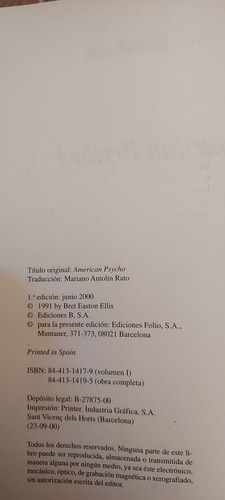 Título original: American Psycho
Traducción: Mariano Antolín Rato
1.ª edición: junio 2000
© 1991 by Bret Easton Ellis
© Ediciones B, S.A.
© para la presente edición: Ediciones Folio, S.A.,
Muntaner, 371-373, 08021 Barcelona
Printed in Spain
ISBN: 84-413-1417-9 (volumen I)
84-413-1419-5 (obra completa)
Depósito legal: B-27875-00
Impresión: Printer. Industria Gráfica, S.A.
Sant Vicenç dels Horts (Barcelona)
(23-09-00)
Todos los derechos reservados. Ninguna parte de este li-
bro puede ser reproducida, almacenada o transmitida de
manera alguna por ningún medio, ya sea éste electrónico,
mecánico, óptico, de grabación magnética o xerografiado,
sin autorización escrita del editor.